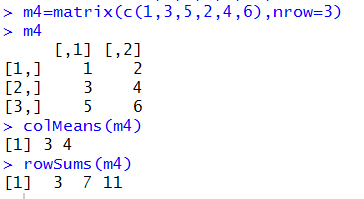 > m4=matrix(c(1,3,5,2,4,6),nrow=3)
> m4
     [,1] [,2]
[1,]    1    2
[2,]    3    4
[3,]    5    6
> colMeans(m4)
[1] 3 4
> rowSums(m4)
[1]  3  7 11